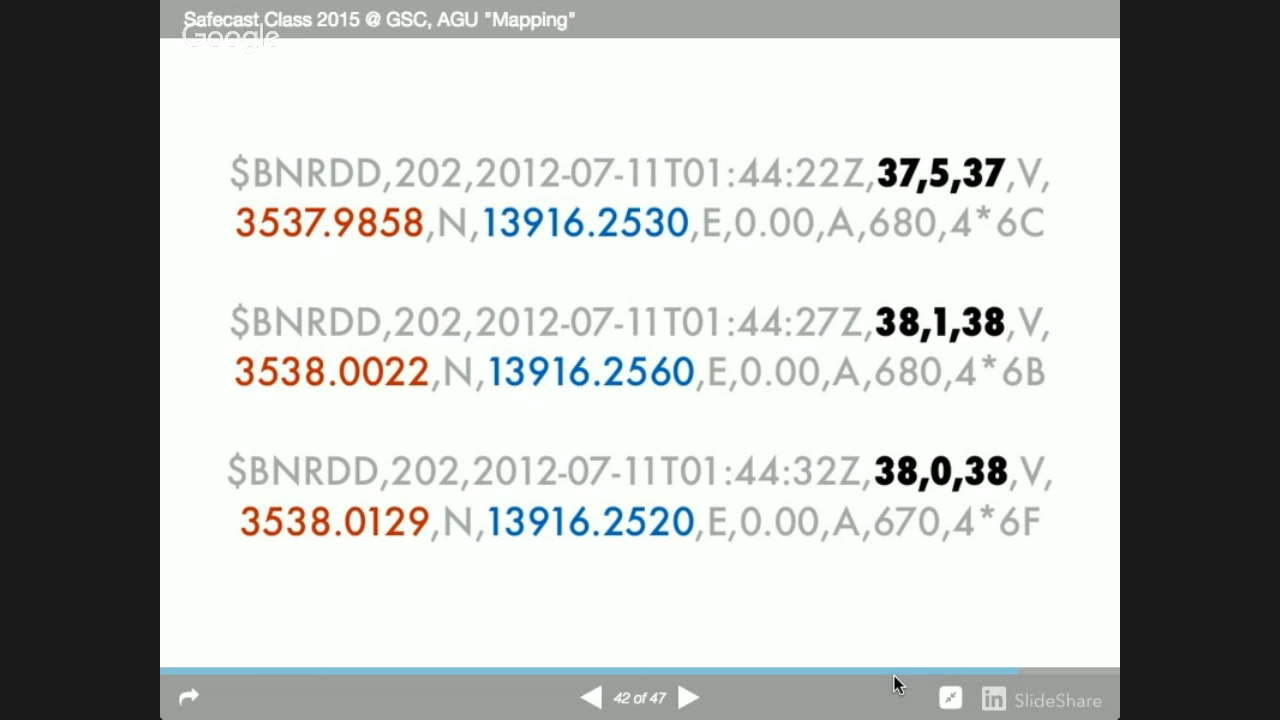 Safecast Class 2015 @ GSC, AGU "Mapping"
Google
$BNRDD,202,2012-07-11T01:44:22Z,37,5,37,V,
3537.9858,N,13916.2530,E,0.00,A,680,4*6C
$BNRDD,202,2012-07-11T01:44:27Z,38,1,38,V,
3538.0022,N,13916.2560,E,0.00,A,680,4*6B
$BNRDD,202,2012-07-11T01:44:32Z,38,0,38,V,
3538.0129,N,13916.2520,E,0.00,A,670,4*6F
42 of 47
in SlideShare